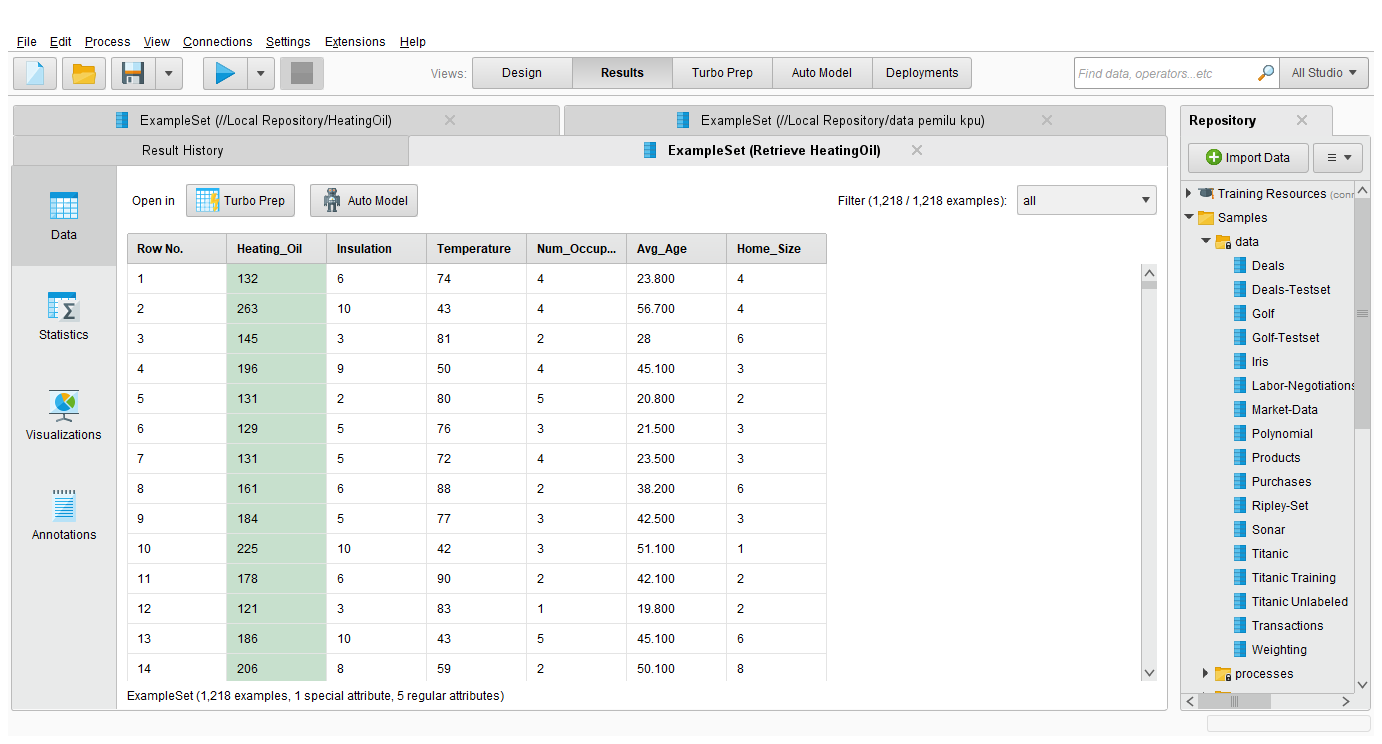 File Edit Process View Connections Settings Extensions Help
Views: Design Results Turbo Prep Auto Model Deployments
Find data, operators...etc
All Studio
ExampleSet (//Local Repository/HeatingOil)
ExampleSet (//Local Repository/data pemilu kpu)
Result History
ExampleSet (Retrieve HeatingOil)
Data
Statistics
Visualizations
Annotations
Open in Turbo Prep Auto Model
Filter (1,218 / 1,218 examples): all
Row No. Heating_Oil Insulation Temperature Num_Occup... Avg_Age Home_Size
1 132 6 74 4 23.800 4
2 263 10 43 4 56.700 4
3 145 3 81 2 28 6
4 196 9 50 4 45.100 3
5 131 2 80 5 20.800 2
6 129 5 76 3 21.500 3
7 131 5 72 4 23.500 3
8 161 6 88 2 38.200 6
9 184 5 77 3 42.500 3
10 225 10 42 3 51.100 1
11 178 6 90 2 42.100 2
12 121 3 83 1 19.800 2
13 186 10 43 5 45.100 6
14 206 8 59 2 50.100 8
ExampleSet (1,218 examples, 1 special attribute, 5 regular attributes)
Repository
Import Data
Training Resources (conr
Samples
data
Deals
Deals-Testset
Golf
Golf-Testset
Iris
Labor-Negotiations
Market-Data
Polynomial
Products
Purchases
Ripley-Set
Sonar
Titanic
Titanic Training
Titanic Unlabeled
Transactions
Weighting
processes